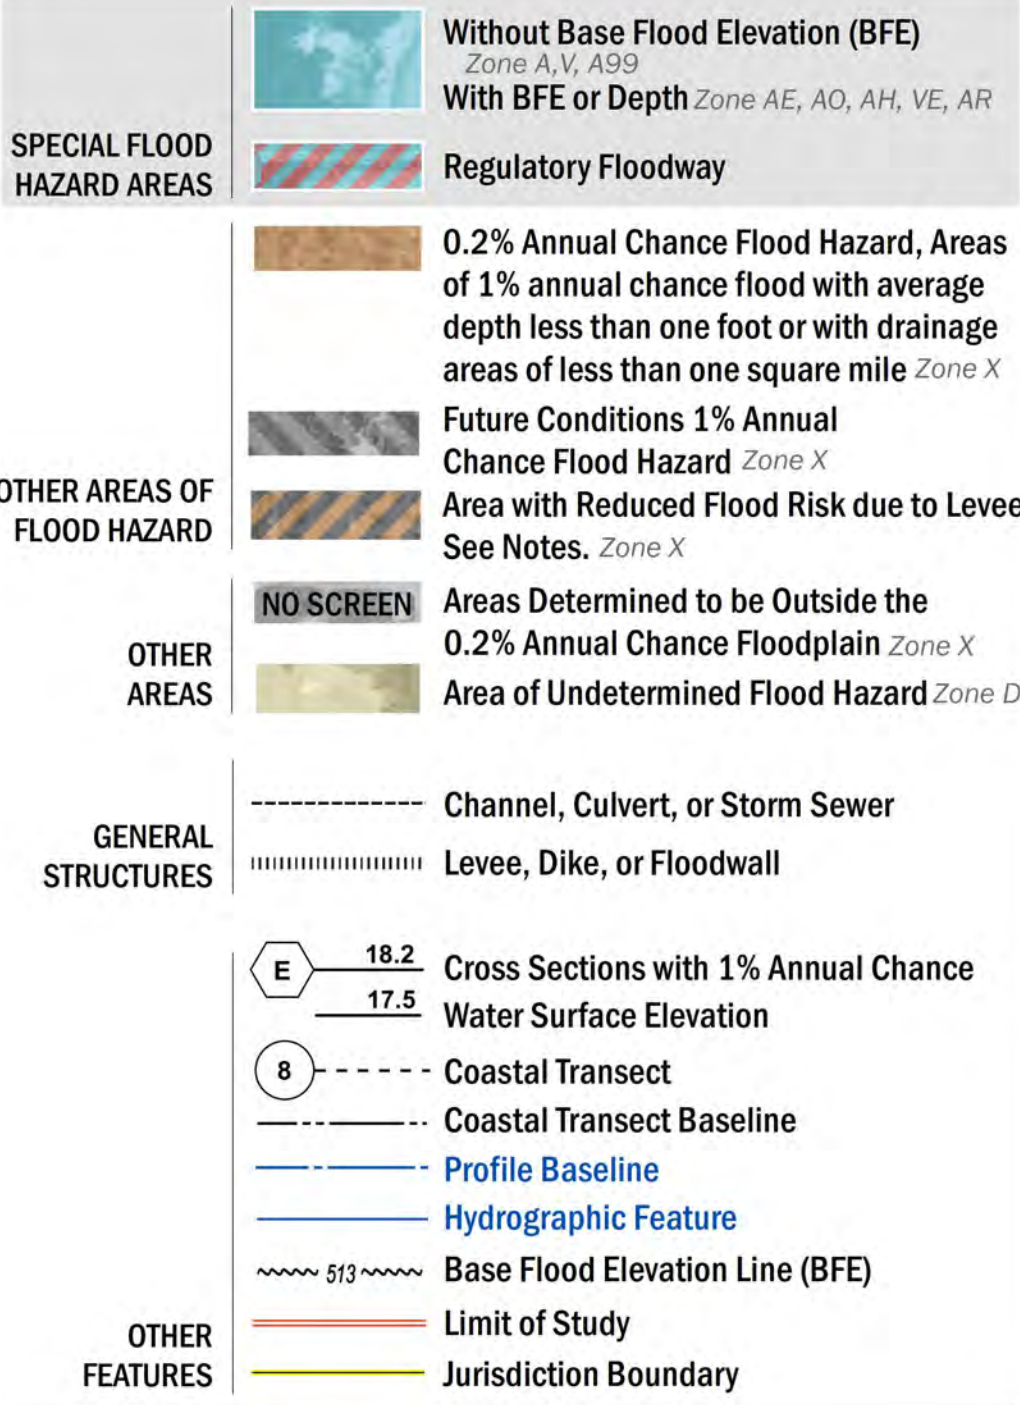 SPECIAL FLOOD
HAZARD AREAS
Without Base Flood Elevation (BFE)
Zone A,V, A99
With BFE or Depth Zone AE, AO, AH, VE, AR
Regulatory Floodway
OTHER AREAS OF
FLOOD HAZARD
0.2% Annual Chance Flood Hazard, Areas
of 1% annual chance flood with average
depth less than one foot or with drainage
areas of less than one square mile Zone X
Future Conditions 1% Annual
Chance Flood Hazard Zone X
Area with Reduced Flood Risk due to Levee
See Notes. Zone X
OTHER
AREAS
NO SCREEN
Areas Determined to be Outside the
0.2% Annual Chance Floodplain Zone X
Area of Undetermined Flood Hazard Zone D
GENERAL
STRUCTURES
Channel, Culvert, or Storm Sewer
Levee, Dike, or Floodwall
OTHER
FEATURES
E 18.2
17.5
Cross Sections with 1% Annual Chance
Water Surface Elevation
8
Coastal Transect
Coastal Transect Baseline
Profile Baseline
Hydrographic Feature
513
Base Flood Elevation Line (BFE)
Limit of Study
Jurisdiction Boundary